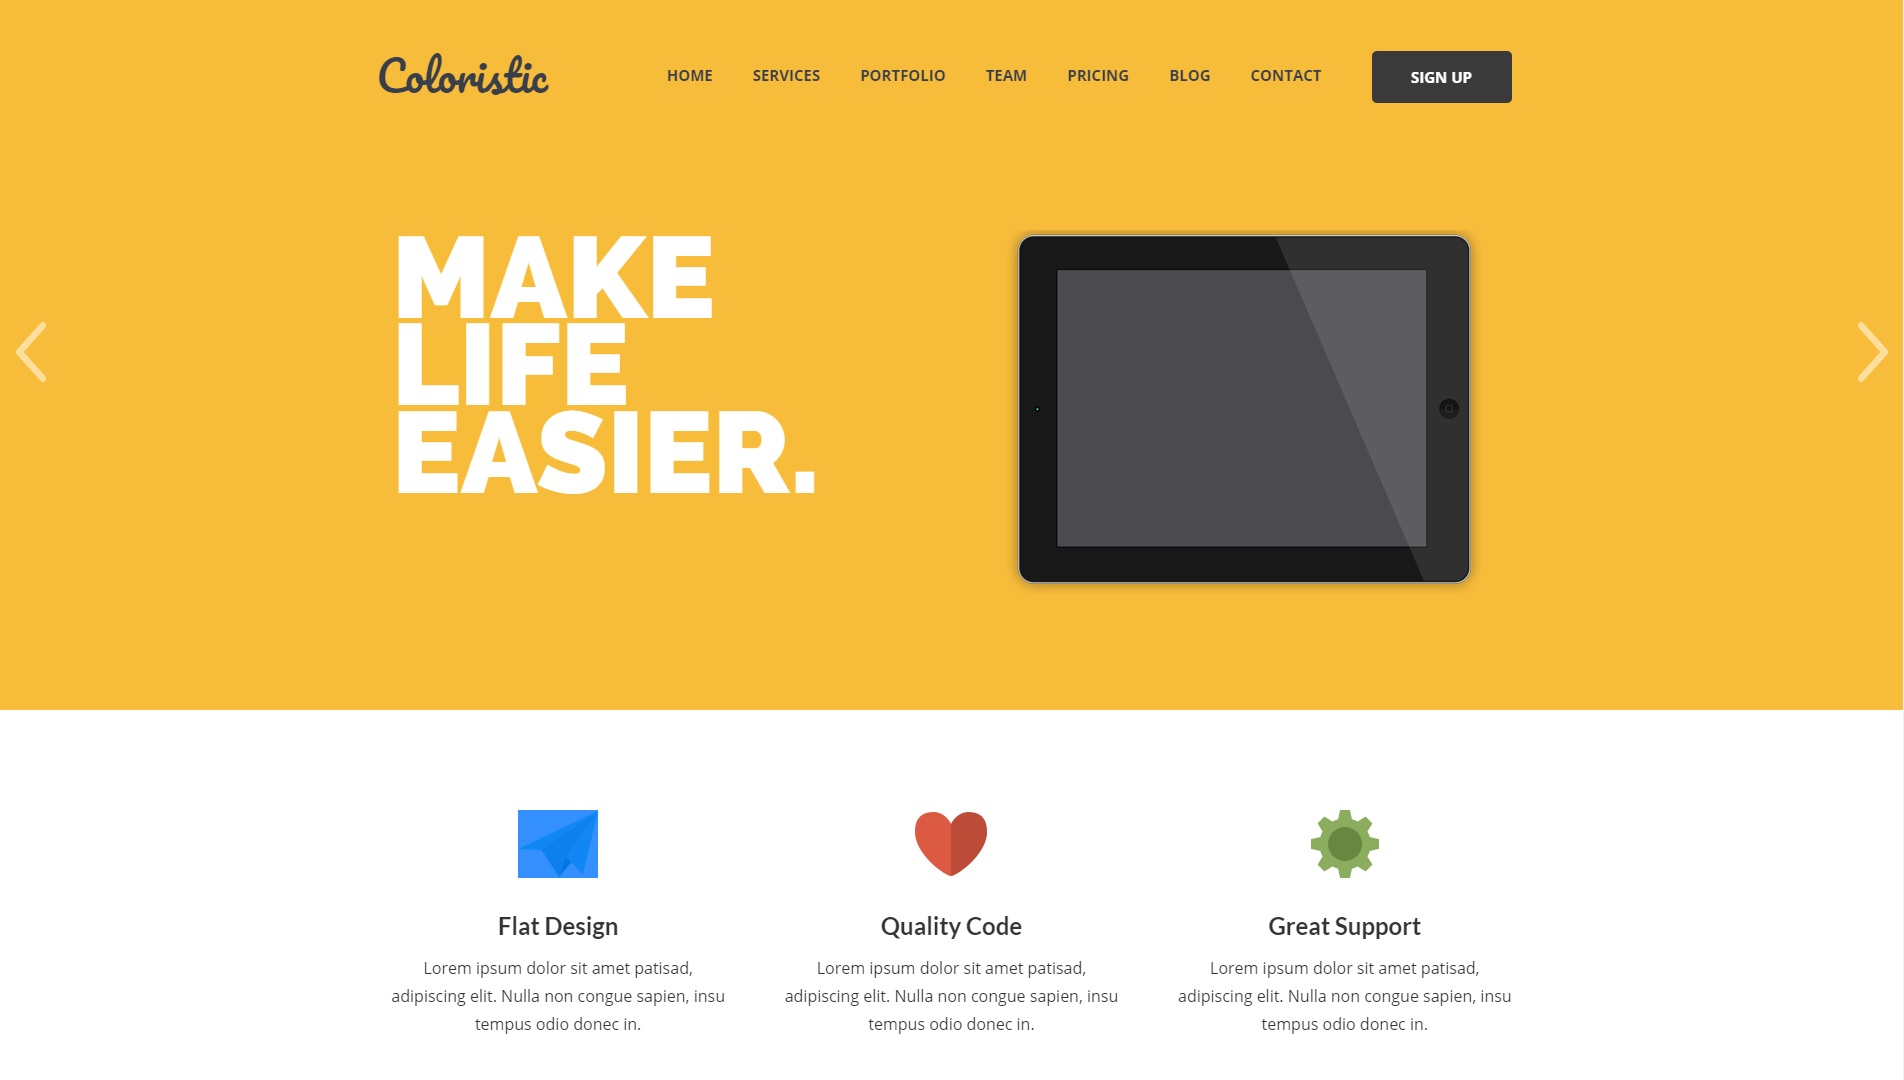 Coloristic
HOME SERVICES PORTFOLIO TEAM PRICING BLOG CONTACT SIGN UP
MAKE
LIFE
EASIER.
Flat Design
Lorem ipsum dolor sit amet patisad,
adipiscing elit. Nulla non congue sapien, insu
tempus odio donec in.
Quality Code
Lorem ipsum dolor sit amet patisad,
adipiscing elit. Nulla non congue sapien, insu
tempus odio donec in.
Great Support
Lorem ipsum dolor sit amet patisad,
adipiscing elit. Nulla non congue sapien, insu
tempus odio donec in.